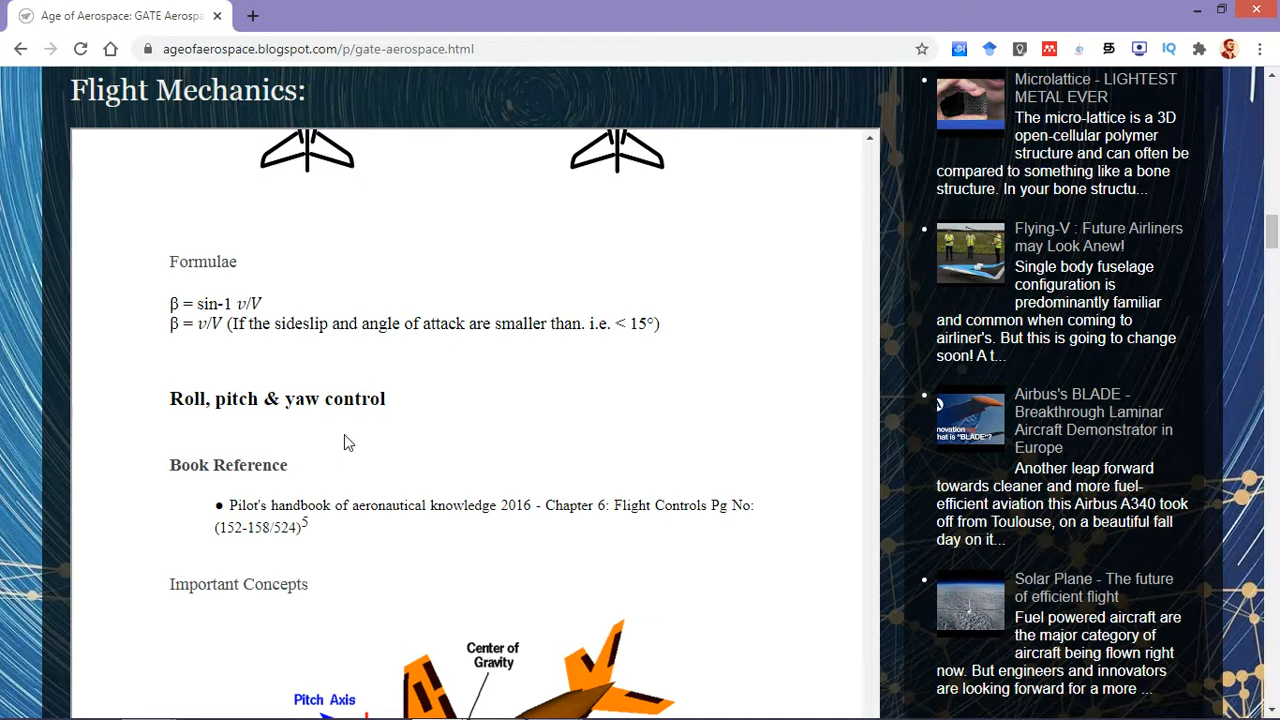 Age of Aerospace: GATE Aerospa
ageofaerospace.blogspot.com/p/gate-aerospace.html
IQ
Flight Mechanics:
Formulae
β = sin-1 v/V
β = v/V (If the sideslip and angle of attack are smaller than. i.e. < 15°)
Roll, pitch & yaw control
Book Reference
● Pilot's handbook of aeronautical knowledge 2016 - Chapter 6: Flight Controls Pg No:
(152-158/524)5
Important Concepts
Center of
Gravity
Pitch Axis
Microlattice - LIGHTEST
METAL EVER
The micro-lattice is a 3D
open-cellular polymer
structure and can often be
compared to something like a bone
structure. In your bone structu...
Flying-V : Future Airliners
may Look Anew!
Single body fuselage
configuration is
predominantly familiar
and common when coming to
airliner's. But this is going to change
soon! A t...
Airbus's BLADE -
Breakthrough Laminar
Aircraft Demonstrator in
Europe
Another leap forward
towards cleaner and more fuel-
efficient aviation this Airbus A340 took
off from Toulouse, on a beautiful fall
day on it...
Solar Plane - The future
of efficient flight
Fuel powered aircraft are
the major category of
aircraft being flown right
now. But engineers and innovators
are looking forward for a more ...